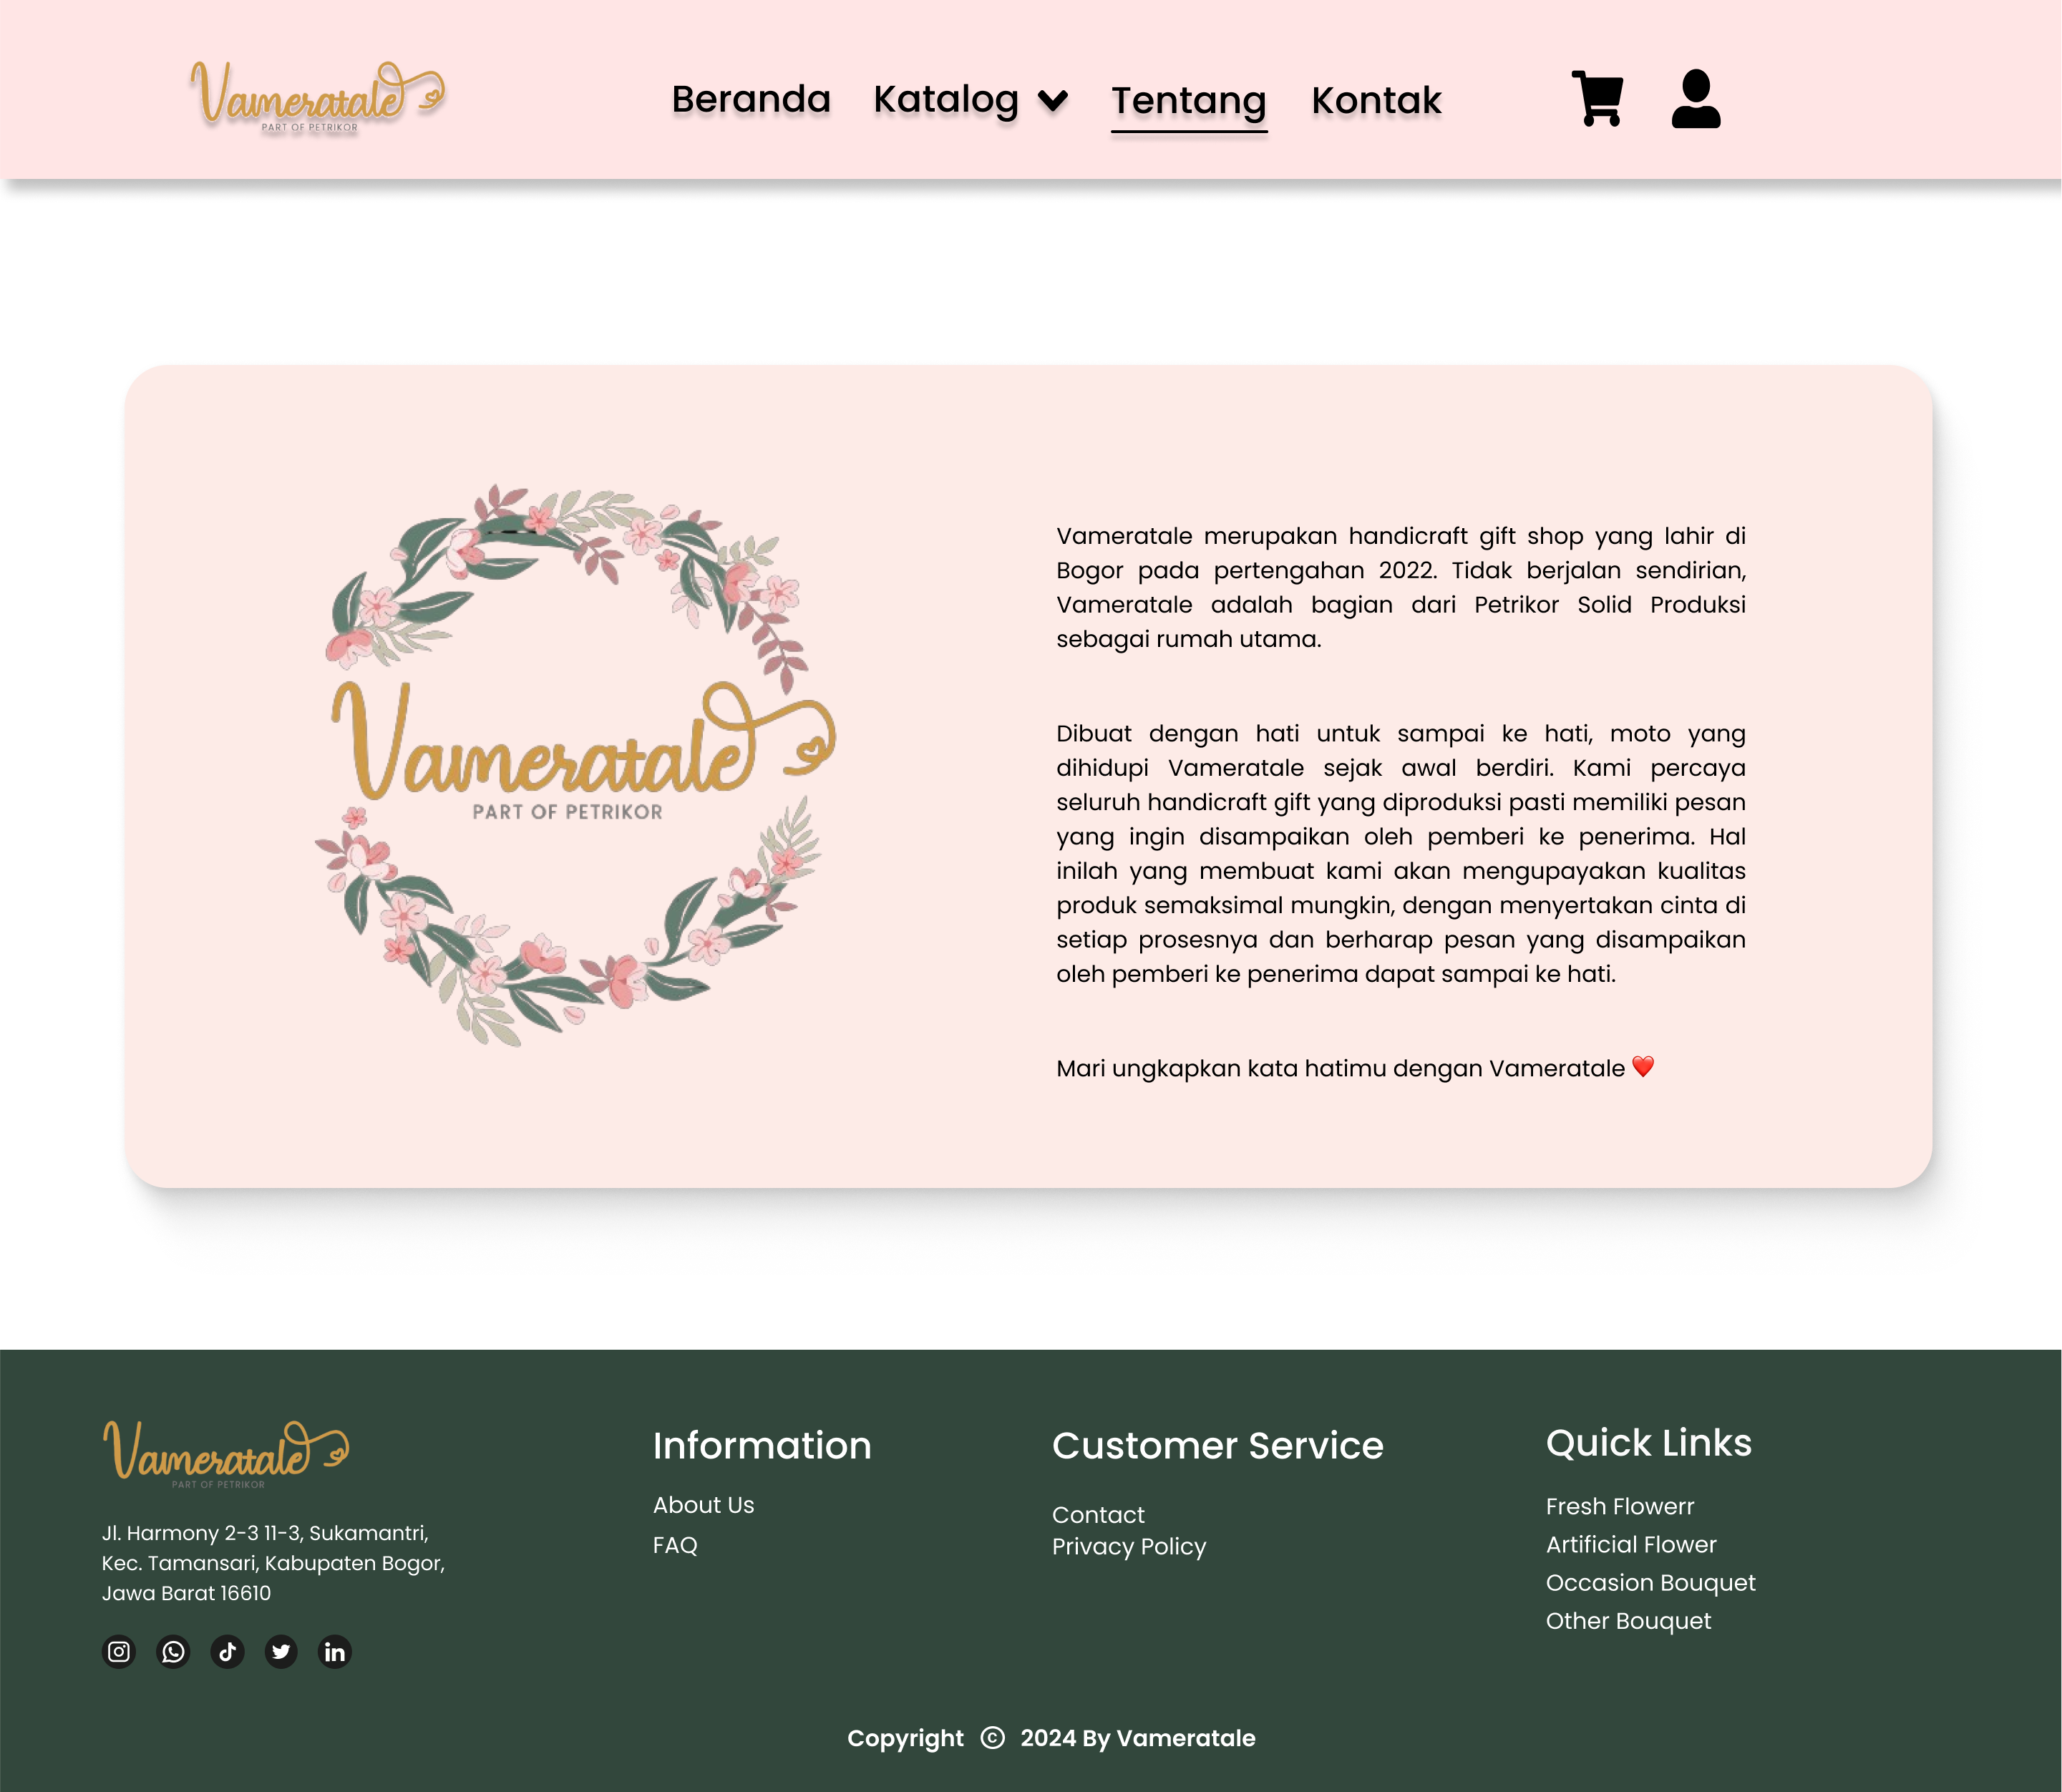 Vameratale
PART OF PETRIKOR
Beranda Katalog Tentang Kontak
Vameratale
PART OF PETRIKOR
Vameratale merupakan handicraft gift shop yang lahir di
Bogor pada pertengahan 2022. Tidak berjalan sendirian,
Vameratale adalah bagian dari Petrikor Solid Produksi
sebagai rumah utama.
Dibuat dengan hati untuk sampai ke hati, moto yang
dihidupi Vameratale sejak awal berdiri. Kami percaya
seluruh handicraft gift yang diproduksi pasti memiliki pesan
yang ingin disampaikan oleh pemberi ke penerima. Hal
inilah yang membuat kami akan mengupayakan kualitas
produk semaksimal mungkin, dengan menyertakan cinta di
setiap prosesnya dan berharap pesan yang disampaikan
oleh pemberi ke penerima dapat sampai ke hati.
Mari ungkapkan kata hatimu dengan Vameratale ❤️
Vameratale
PART OF PETRIKOR
Jl. Harmony 2-3 11-3, Sukamantri,
Kec. Tamansari, Kabupaten Bogor,
Jawa Barat 16610
Information
About Us
FAQ
Customer Service
Contact
Privacy Policy
Quick Links
Fresh Flowerr
Artificial Flower
Occasion Bouquet
Other Bouquet
Copyright © 2024 By Vameratale